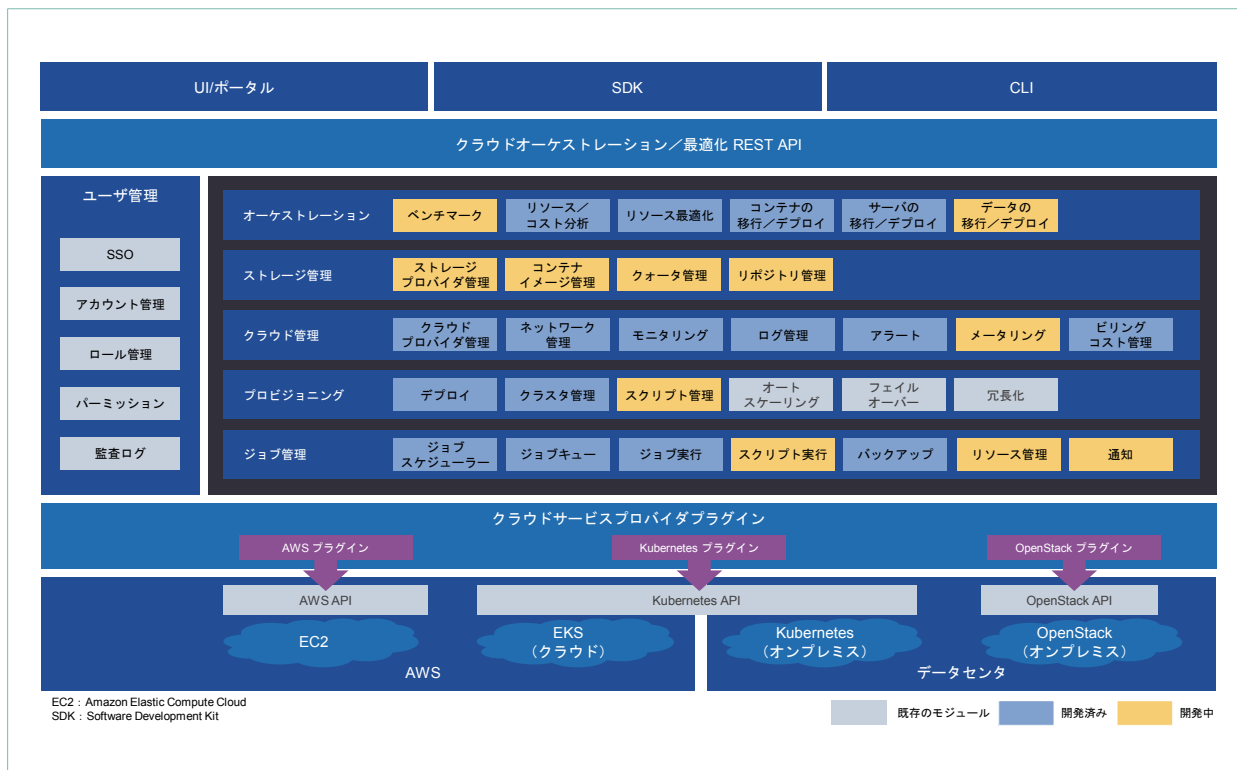 UI/ポータル
SDK
CLI
クラウドオーケストレーション／最適化 REST API
ユーザ管理
SSO
アカウント管理
ロール管理
パーミッション
監査ログ
オーケストレーション
ベンチマーク
リソース／
コスト分析
リソース最適化
コンテナの
移行／デプロイ
サーバの
移行／デプロイ
データの
移行／デプロイ
ストレージ管理
ストレージ
プロバイダ管理
コンテナ
イメージ管理
クォータ管理
リポジトリ管理
クラウド管理
クラウド
プロバイダ管理
ネットワーク
管理
モニタリング
ログ管理
アラート
メータリング
ビリング
コスト管理
プロビジョニング
デプロイ
クラスタ管理
スクリプト管理
オート
スケーリング
フェイル
オーバー
冗長化
ジョブ管理
ジョブ
スケジューラー
ジョブキュー
ジョブ実行
スクリプト実行
バックアップ
リソース管理
通知
クラウドサービスプロバイダプラグイン
AWS プラグイン
Kubernetes プラグイン
OpenStack プラグイン
AWS API
Kubernetes API
OpenStack API
EC2
EKS
（クラウド）
Kubernetes
（オンプレミス）
OpenStack
（オンプレミス）
AWS
データセンタ
EC2：Amazon Elastic Compute Cloud
SDK：Software Development Kit
既存のモジュール
開発済み
開発中